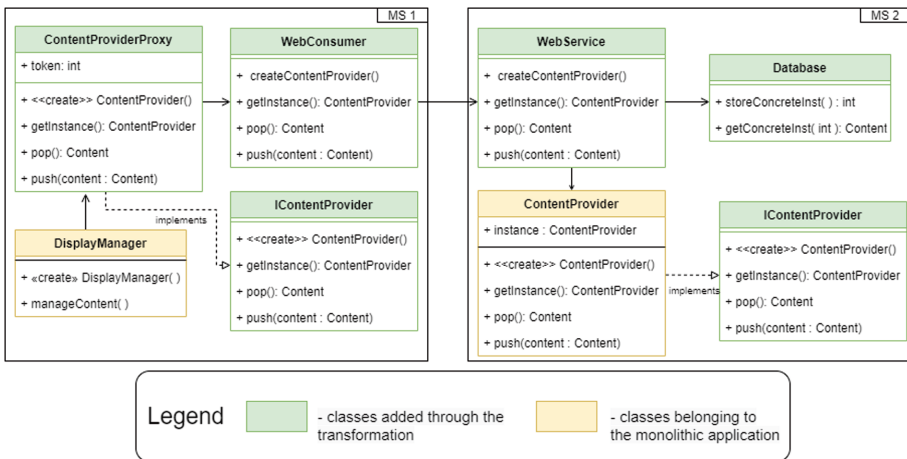 MS 1
ContentProviderProxy
+ token: int
+ <<create>> ContentProvider()
+ getInstance(): ContentProvider
+ pop(): Content
+ push(content : Content)
WebConsumer
+ createContentProvider()
+ getInstance(): ContentProvider
+ pop(): Content
+ push(content : Content)
implements
IContentProvider
+ <<create>> ContentProvider()
+ getInstance(): ContentProvider
+ pop(): Content
+ push(content : Content)
DisplayManager
+ «create» DisplayManager( )
+ manageContent( )
MS 2
WebService
+ createContentProvider()
+ getInstance(): ContentProvider
+ pop(): Content
+ push(content : Content)
Database
+ storeConcreteInst( ) : int
+ getConcreteInst( int ): Content
ContentProvider
+ instance : ContentProvider
+ <<create>> ContentProvider()
+ getInstance(): ContentProvider
+ pop(): Content
+ push(content : Content)
implements
IContentProvider
+ <<create>> ContentProvider()
+ getInstance(): ContentProvider
+ pop(): Content
+ push(content : Content)
Legend
- classes added through the
transformation
- classes belonging to
the monolithic application